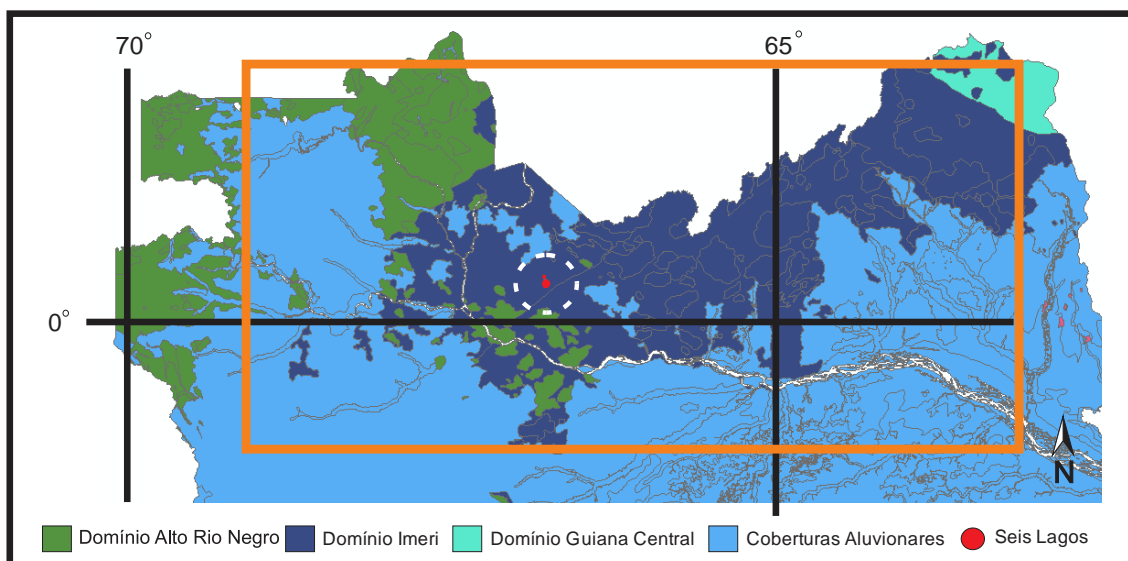 70°
65°
0°
N
Domínio Alto Rio Negro Domínio Imeri Domínio Guiana Central Coberturas Aluvionares Seis Lagos